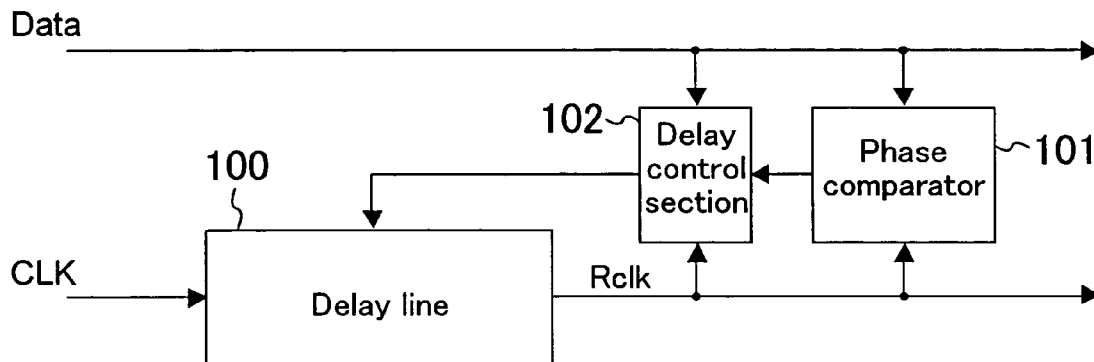 Data
102
Delay
control
section
Phase
comparator
101
100
CLK
Delay line
Rclk